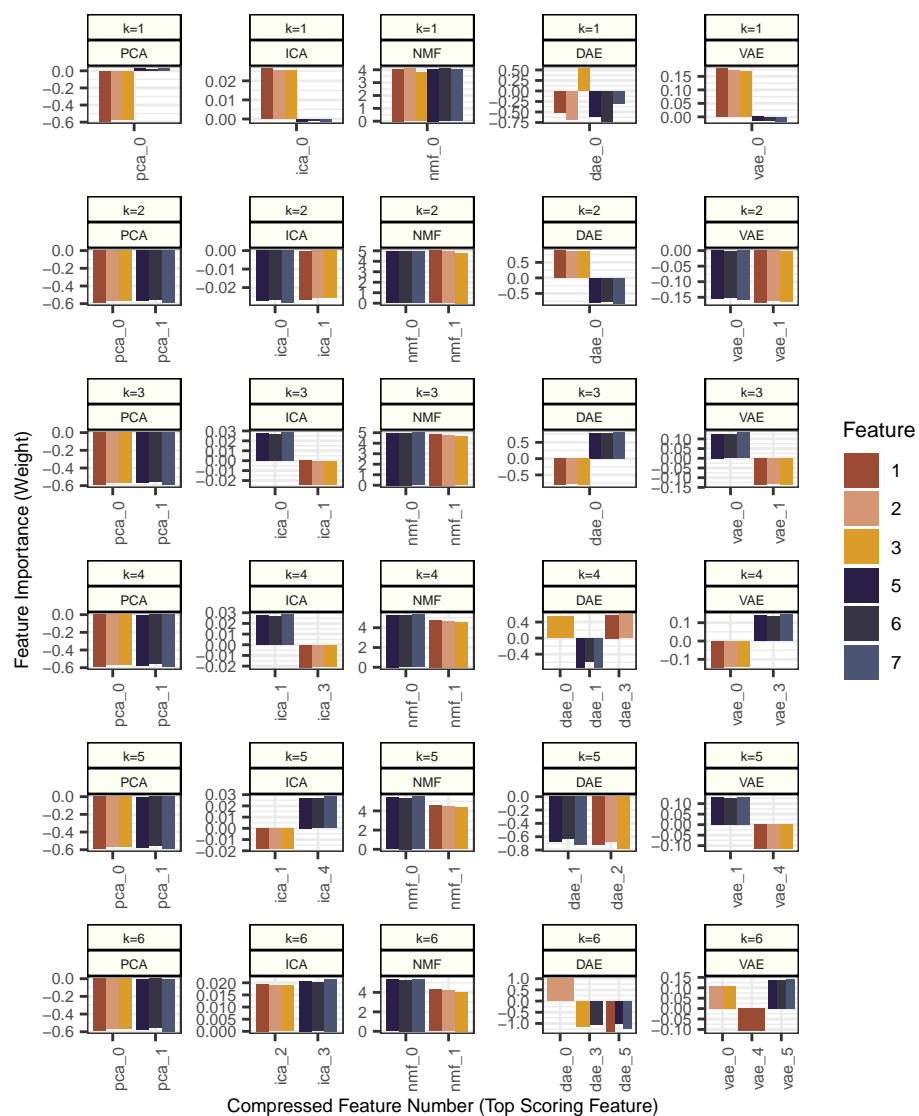 k=1 k=1 k=1 k=1 k=1
PCA ICA NMF DAE VAE
0.0 −0.2 −0.4 −0.6
0.02 0.01 0.00
4 3 2 1 0
0.50 0.25 0.00 −0.25 −0.50 −0.75
0.15 0.10 0.05 0.00
pca_0 ica_0 nmf_0 dae_0 vae_0
k=2 k=2 k=2 k=2 k=2
PCA ICA NMF DAE VAE
0.0 −0.2 −0.4 −0.6
0.00 −0.01 −0.02
5 4 3 2 1 0
0.5 0.0 −0.5
0.00 −0.05 −0.10 −0.15
pca_0 pca_1 ica_0 ica_1 nmf_0 nmf_1 dae_0 vae_0 vae_1
k=3 k=3 k=3 k=3 k=3
PCA ICA NMF DAE VAE
0.0 −0.2 −0.4 −0.6
0.03 0.02 0.01 0.00 −0.01 −0.02
5 4 3 2 1 0
0.5 0.0 −0.5
0.10 0.05 0.00 −0.05 −0.10 −0.15
pca_0 pca_1 ica_0 ica_1 nmf_0 nmf_1 dae_0 vae_0 vae_1
k=4 k=4 k=4 k=4 k=4
PCA ICA NMF DAE VAE
0.0 −0.2 −0.4 −0.6
0.03 0.02 0.01 0.00 −0.01 −0.02
4 2 0
0.4 0.0 −0.4
0.1 0.0 −0.1
pca_0 pca_1 ica_1 ica_3 nmf_0 nmf_1 dae_0 dae_1 dae_3 vae_0 vae_3
k=5 k=5 k=5 k=5 k=5
PCA ICA NMF DAE VAE
0.0 −0.2 −0.4 −0.6
0.03 0.02 0.01 0.00 −0.01 −0.02
4 2 0
0.0 −0.2 −0.4 −0.6 −0.8
0.10 0.05 0.00 −0.05 −0.10
pca_0 pca_1 ica_1 ica_4 nmf_0 nmf_1 dae_1 dae_2 vae_1 vae_4
k=6 k=6 k=6 k=6 k=6
PCA ICA NMF DAE VAE
0.0 −0.2 −0.4 −0.6
0.020 0.015 0.010 0.005 0.000
4 2 0
1.0 0.5 0.0 −0.5 −1.0
0.15 0.10 0.05 0.00 −0.05 −0.10
pca_0 pca_1 ica_2 ica_3 nmf_0 nmf_1 dae_0 dae_3 dae_5 vae_0 vae_4 vae_5
Compressed Feature Number (Top Scoring Feature)
Feature Importance (Weight)
Feature
1
2
3
5
6
7